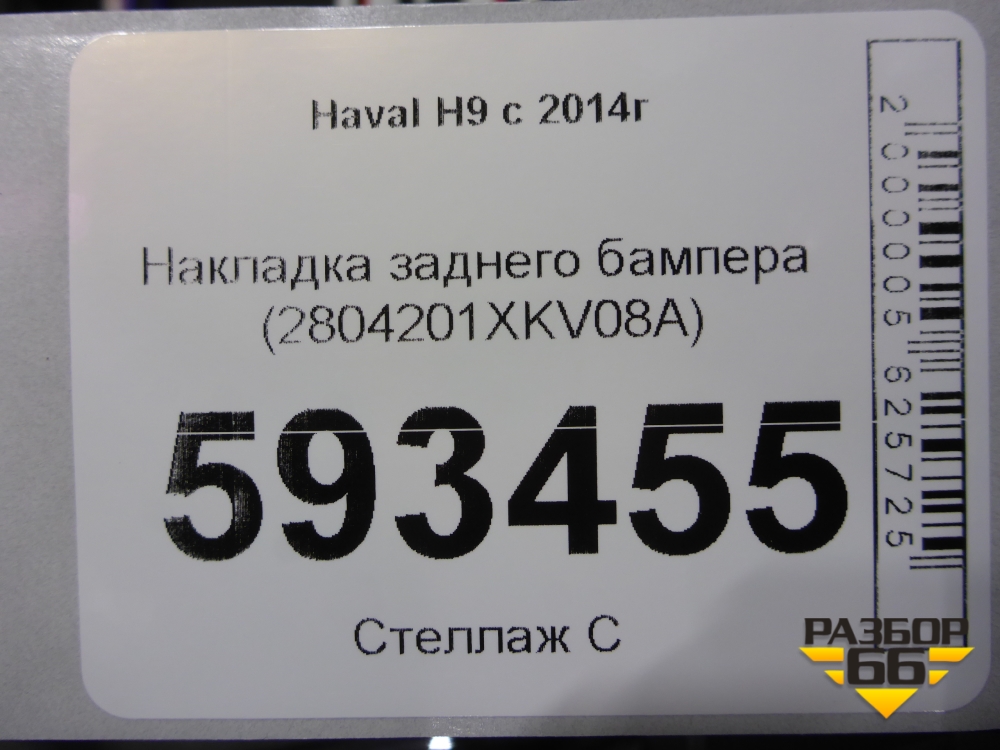 Haval H9 с 2014г
Накладка заднего бампера
(2804201XKV08A)
593455
Стеллаж С
2000005625725
РАЗБОР
66